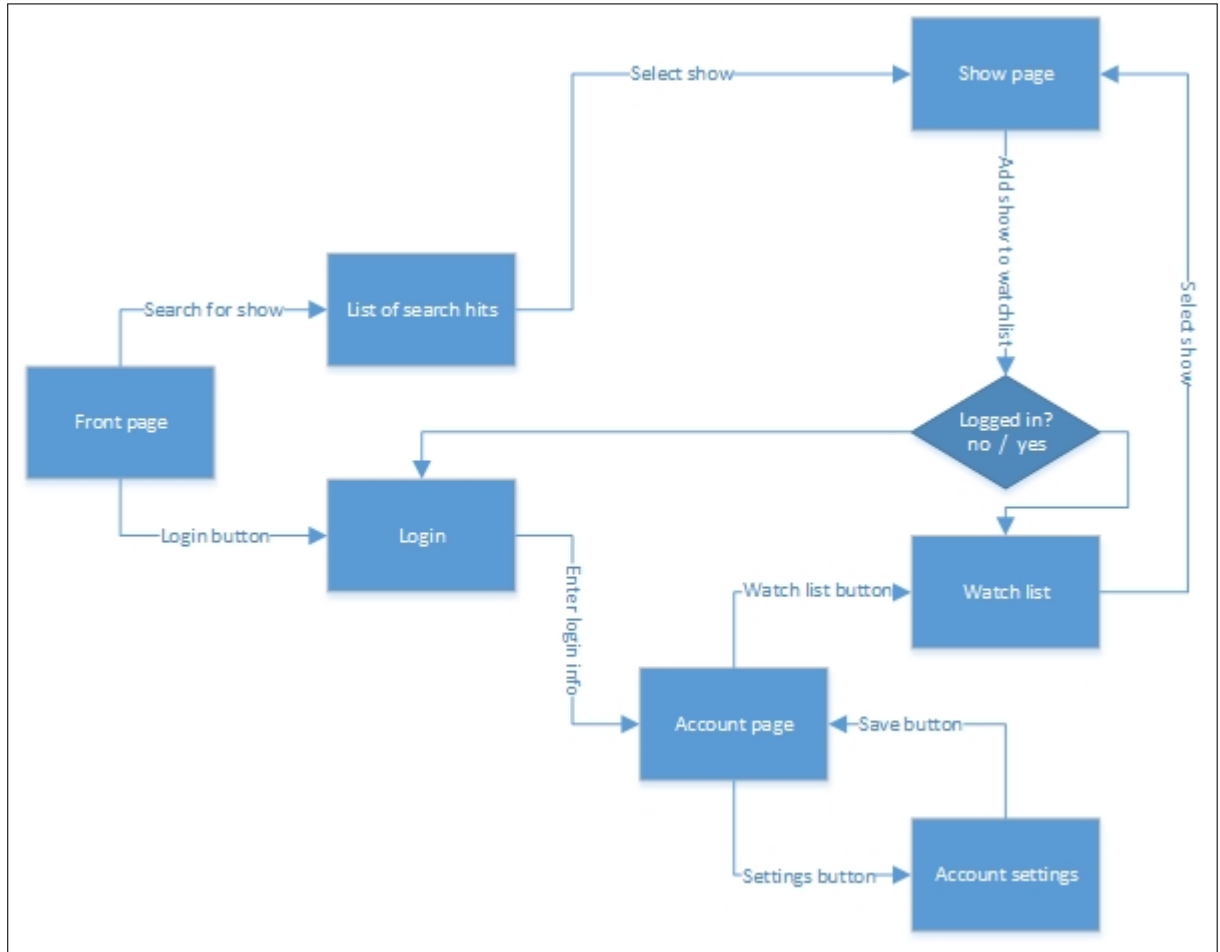 Select show
Show page
Add show to watchlist
Search for show
List of search hits
Select show
Front page
Logged in?
no / yes
Login button
Login
Enter login info
Watch list button
Watch list
Account page
Save button
Settings button
Account settings